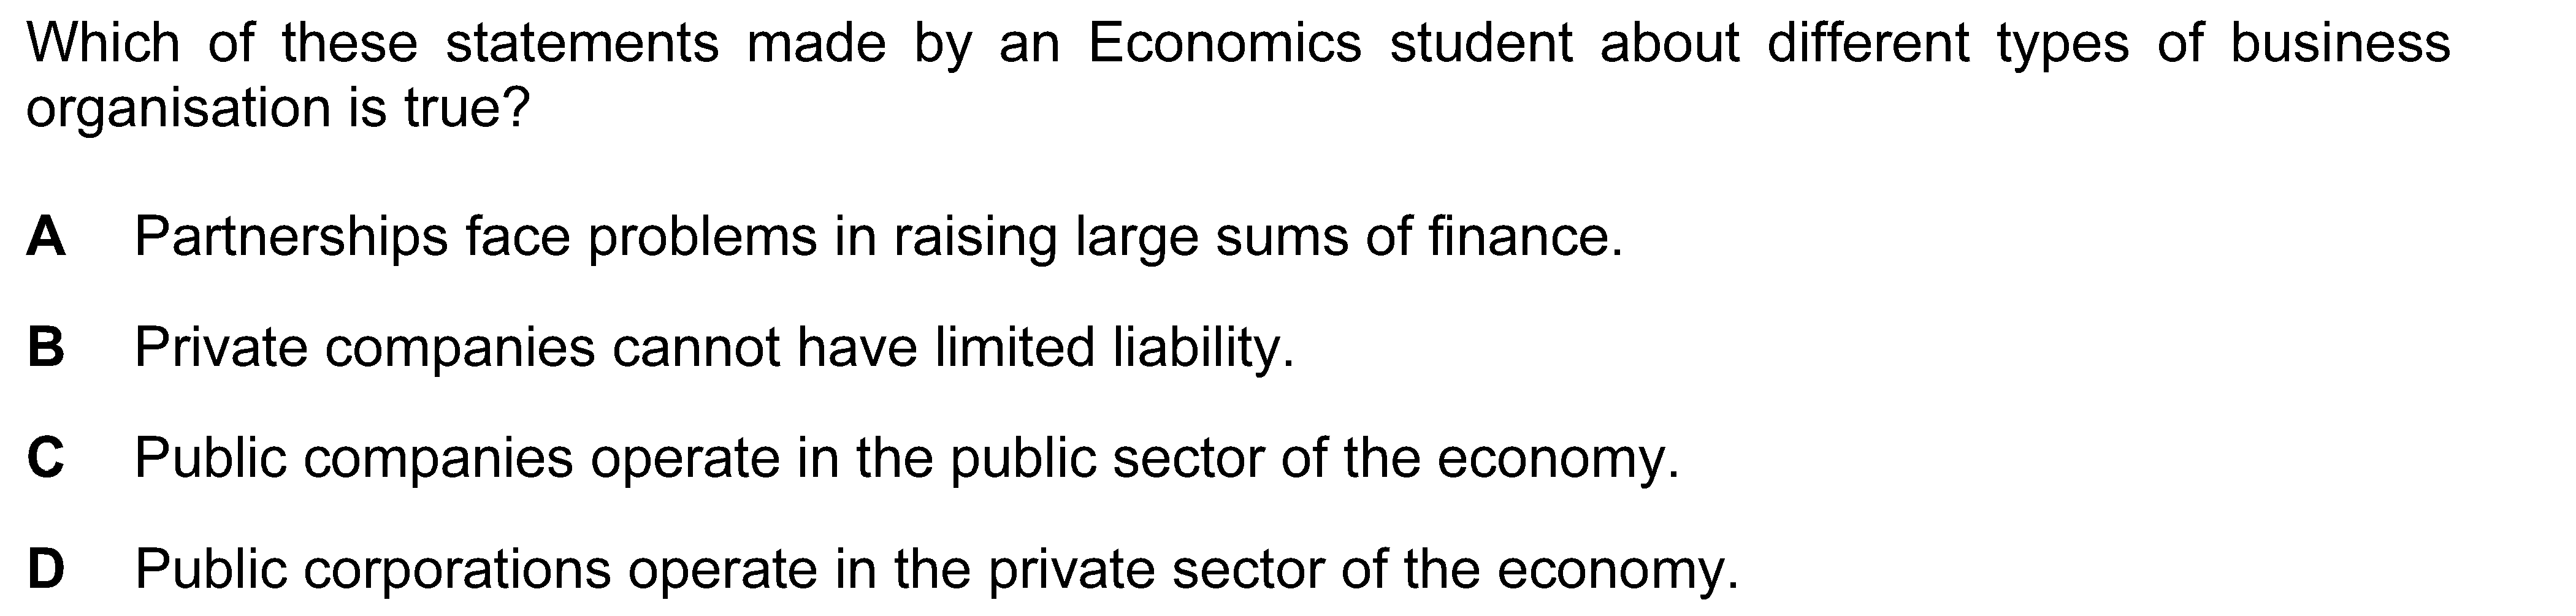 Which of these statements made by an Economics student about different types of business
organisation is true?
A Partnerships face problems in raising large sums of finance.
B Private companies cannot have limited liability.
C Public companies operate in the public sector of the economy.
D Public corporations operate in the private sector of the economy.